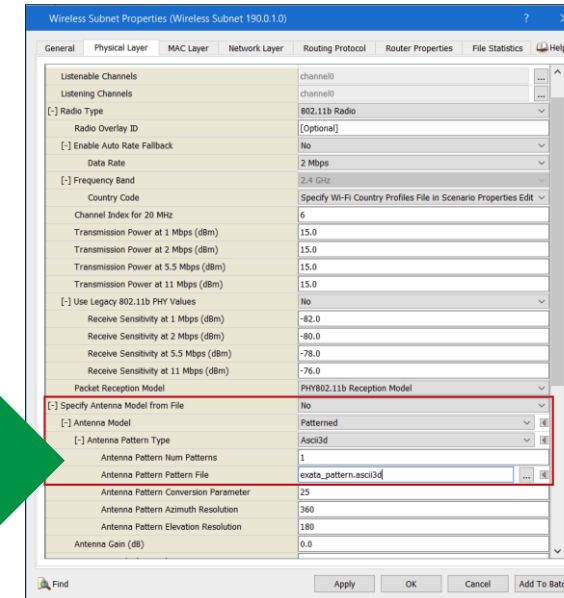 Wireless Subnet Properties (Wireless Subnet 190.0.1.0) ?
General Physical Layer MAC Layer Network Layer Routing Protocol Router Properties File Statistics Help
Listenable Channels channel0 ...
Listening Channels channel0 ...
[-] Radio Type 802.11b Radio
Radio Overlay ID [Optional]
[-] Enable Auto Rate Fallback No
Data Rate 2 Mbps
[-] Frequency Band 2.4 GHz
Country Code Specify Wi-Fi Country Profiles File in Scenario Properties Edit
Channel Index for 20 MHz 6
Transmission Power at 1 Mbps (dBm) 15.0
Transmission Power at 2 Mbps (dBm) 15.0
Transmission Power at 5.5 Mbps (dBm) 15.0
Transmission Power at 11 Mbps (dBm) 15.0
[-] Use Legacy 802.11b PHY Values No
Receive Sensitivity at 1 Mbps (dBm) -82.0
Receive Sensitivity at 2 Mbps (dBm) -80.0
Receive Sensitivity at 5.5 Mbps (dBm) -78.0
Receive Sensitivity at 11 Mbps (dBm) -76.0
Packet Reception Model PHY802.11b Reception Model
[-] Specify Antenna Model from File No
[-] Antenna Model Patterned
[-] Antenna Pattern Type Ascii3d
Antenna Pattern Num Patterns 1
Antenna Pattern Pattern File exata_pattern.ascii3d ...
Antenna Pattern Conversion Parameter 25
Antenna Pattern Azimuth Resolution 360
Antenna Pattern Elevation Resolution 180
Antenna Gain (dB) 0.0
Find Apply OK Cancel Add To Batc